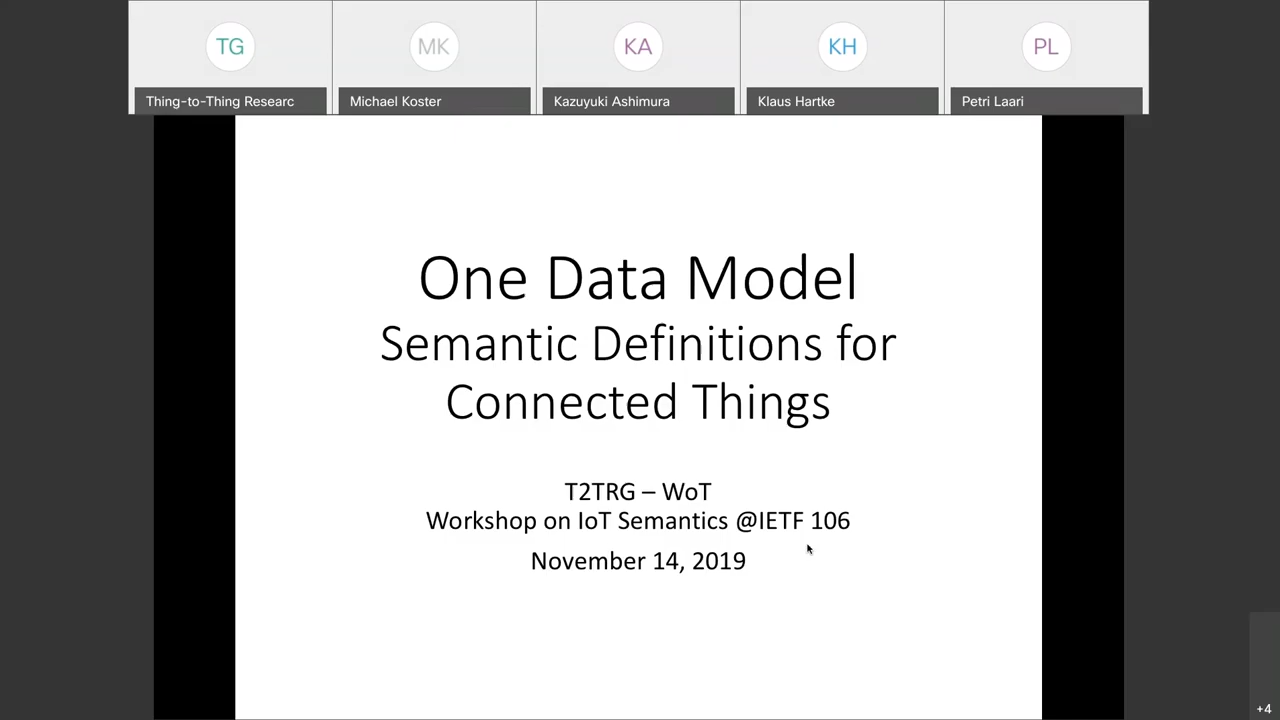 TG
MK
KA
KH
PL
Thing-to-Thing Researc
Michael Koster
Kazuyuki Ashimura
Klaus Hartke
Petri Laari
One Data Model
Semantic Definitions for
Connected Things
T2TRG – WoT
Workshop on IoT Semantics @IETF 106
November 14, 2019
+4